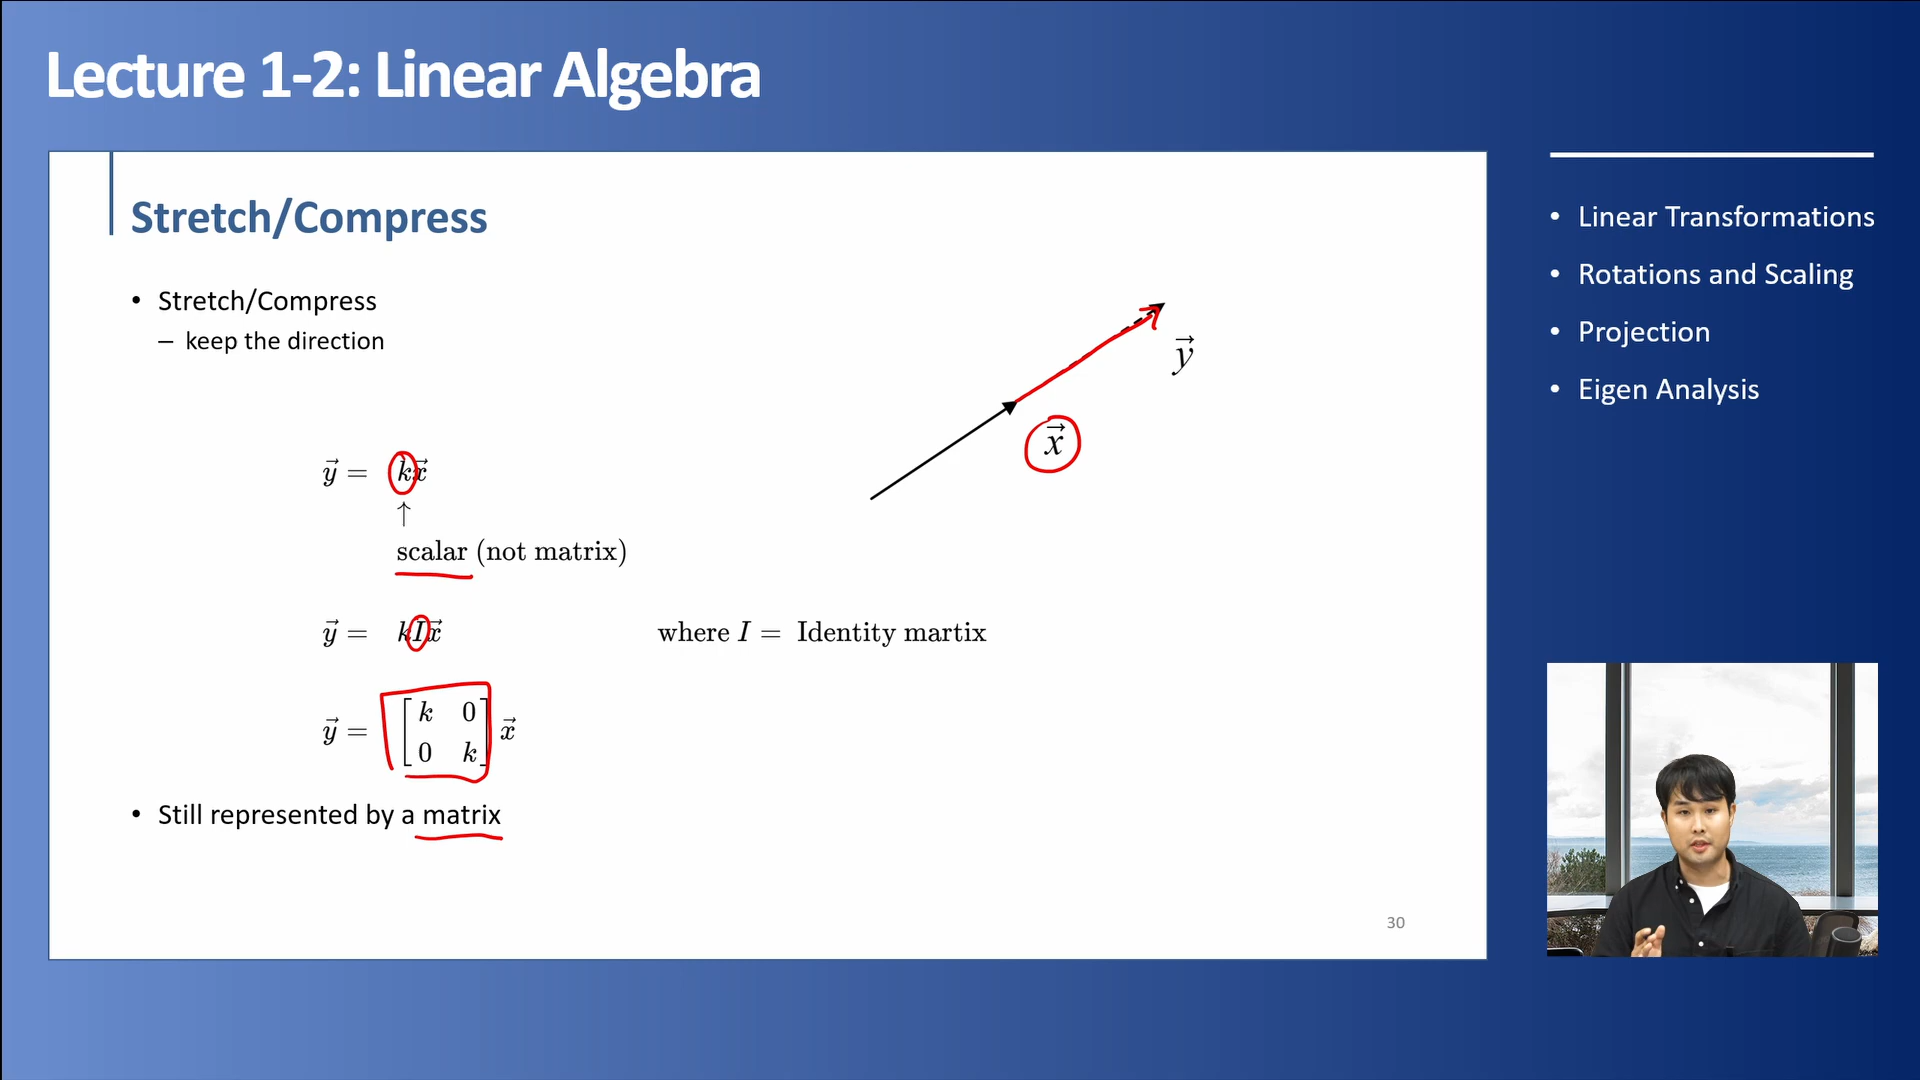 Lecture 1-2: Linear Algebra
Stretch/Compress
• Stretch/Compress
– keep the direction
y⃗ = kx⃗
↑
scalar (not matrix)
y⃗ = kIx⃗ where I = Identity martix
y⃗ = [k 0
0 k] x⃗
• Still represented by a matrix
x⃗
y⃗
30
• Linear Transformations
• Rotations and Scaling
• Projection
• Eigen Analysis